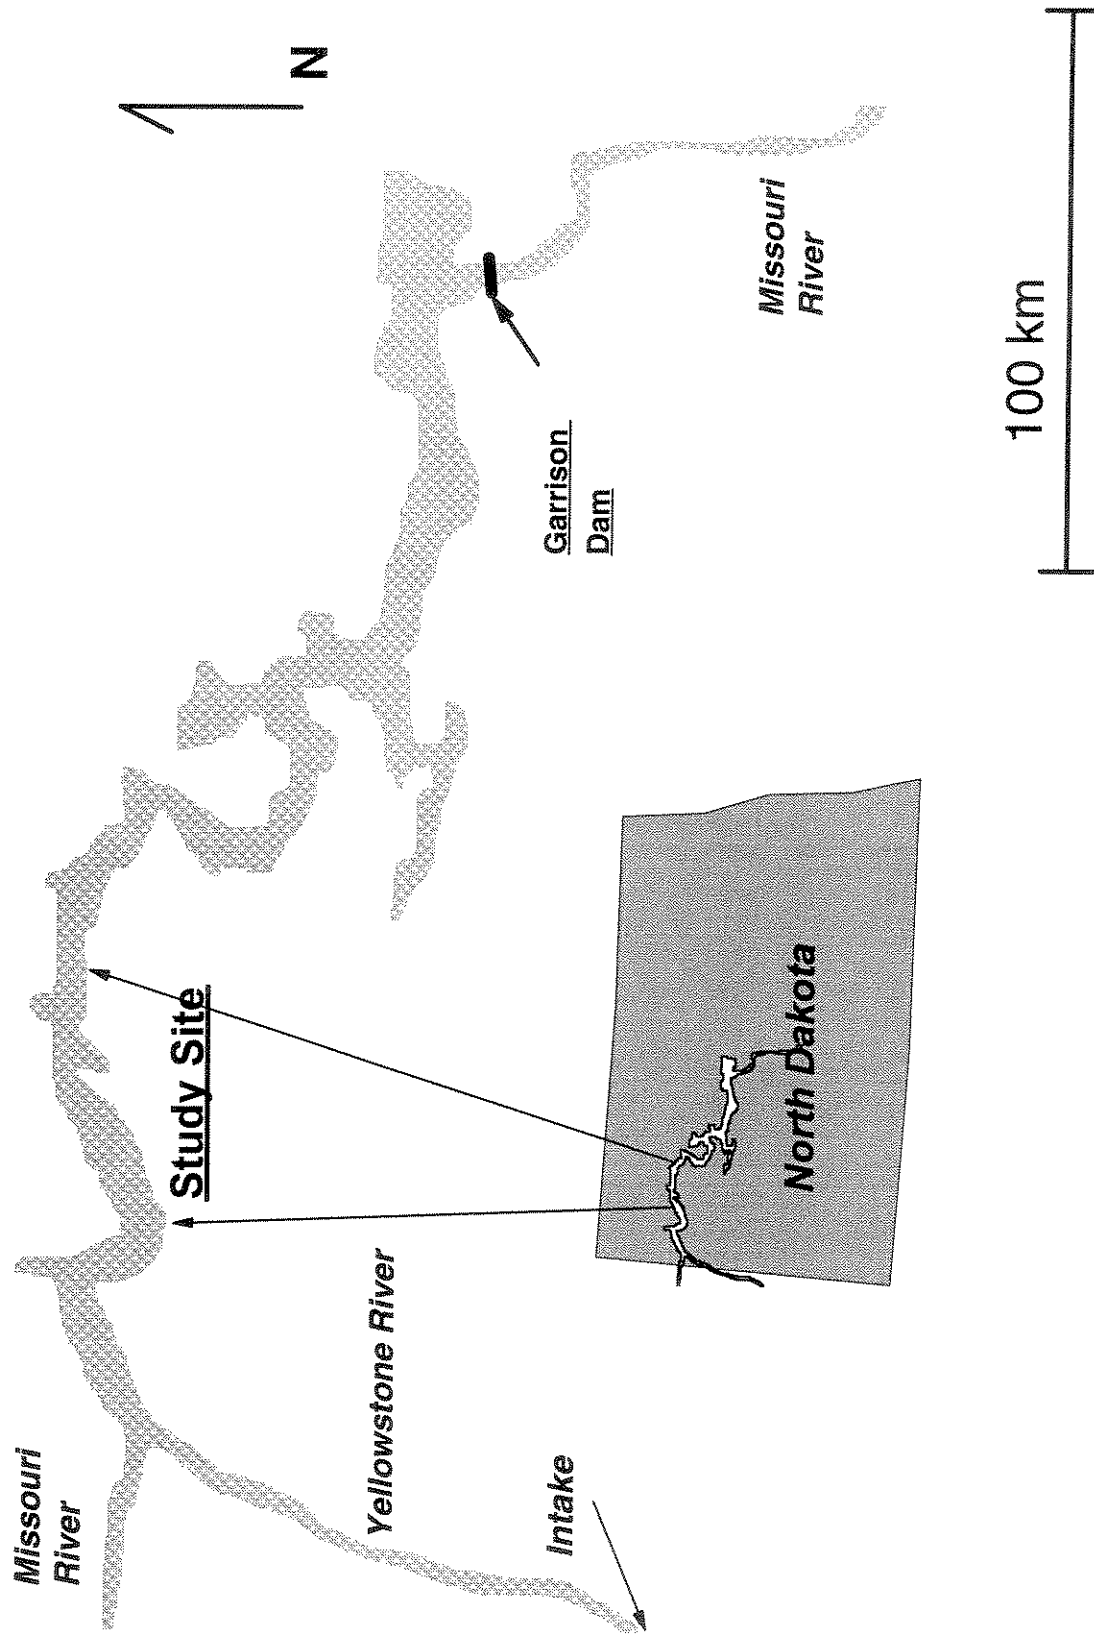 Missouri
River
N
Study Site
Yellowstone River
Garrison
Dam
Missouri
River
Intake
North Dakota
100 km